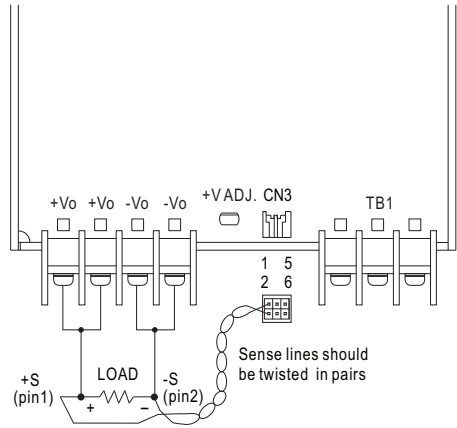 +Vo +Vo -Vo -Vo +V ADJ. CN3 TB1
1 5
2 6
Sense lines should
be twisted in pairs
+S
(pin1)
LOAD
-S
(pin2)
+ –